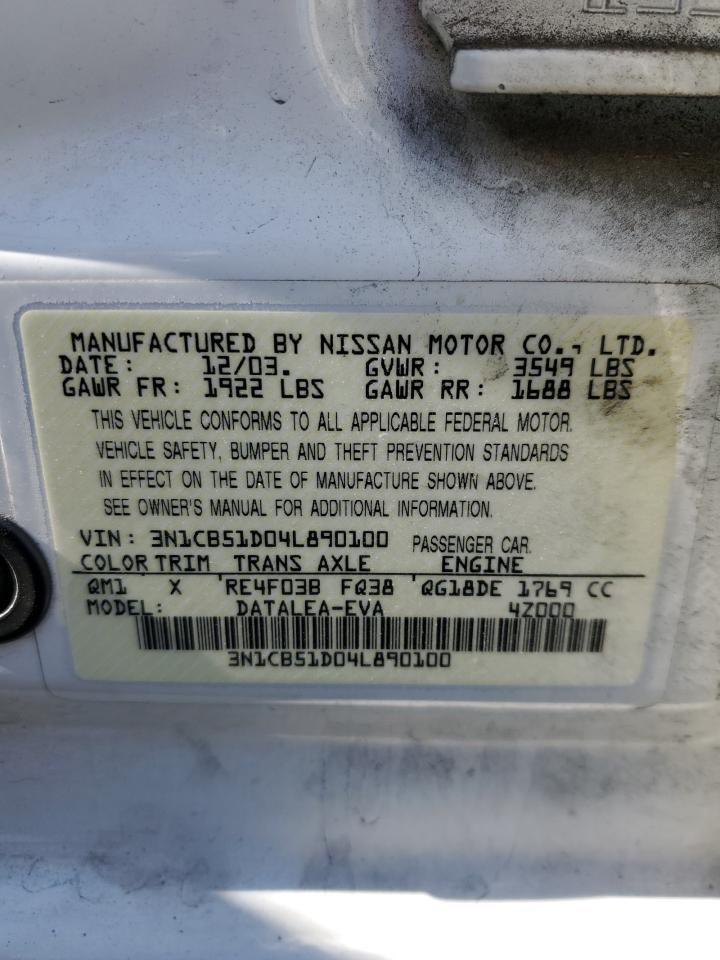 MANUFACTURED BY NISSAN MOTOR CO., LTD.
DATE: 12/03. GVWR: 3549 LBS
GAWR FR: 1922 LBS GAWR RR: 1688 LBS
THIS VEHICLE CONFORMS TO ALL APPLICABLE FEDERAL MOTOR.
VEHICLE SAFETY, BUMPER AND THEFT PREVENTION STANDARDS
IN EFFECT ON THE DATE OF MANUFACTURE SHOWN ABOVE.
SEE OWNER'S MANUAL FOR ADDITIONAL INFORMATION.
VIN: 3N1CB51D04L890100 PASSENGER CAR.
COLOR TRIM TRANS AXLE ENGINE
QM1 X 'RE4F03B FQ38 'QG18DE 1769 CC
MODEL: DATALEA-EVA 4Z000
3N1CB51D04L890100